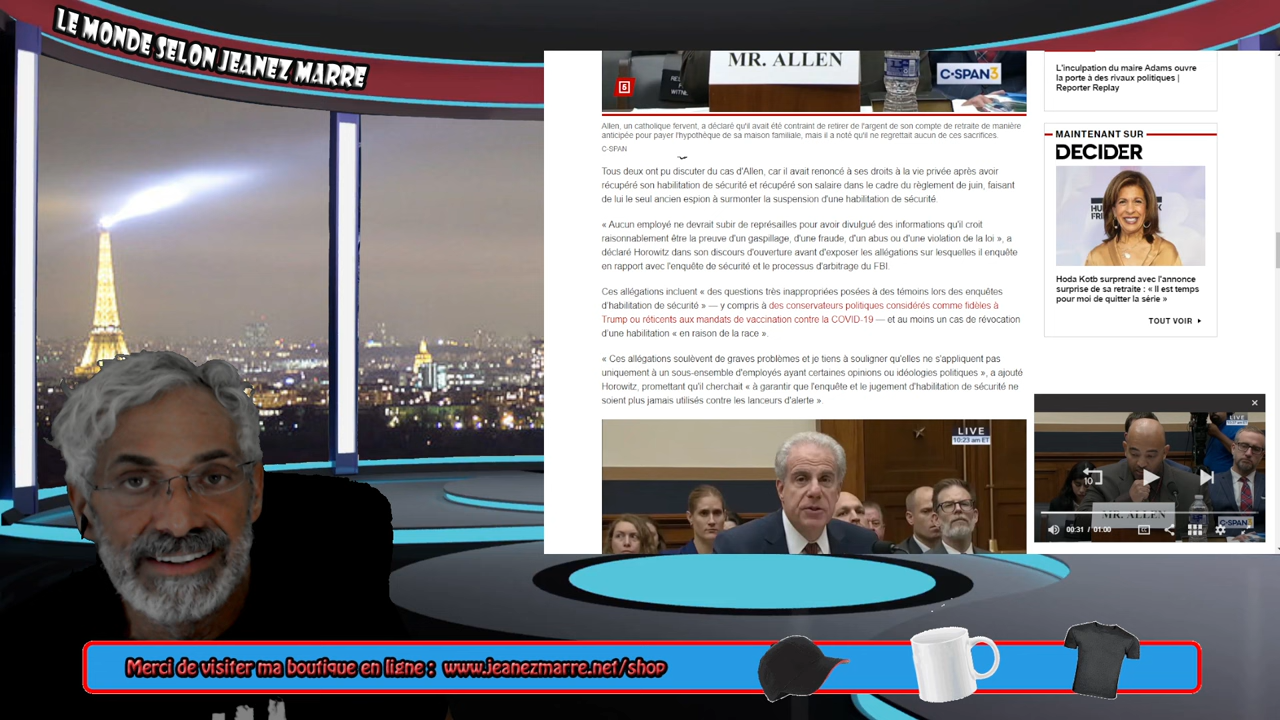 LE MONDE SELON JEANEZ MARRE
MR. ALLEN
C-SPAN3
6
Allen, un catholique fervent, a déclaré qu'il avait été contraint de retirer de l'argent de son compte de retraite de manière
anticipée pour payer l'hypothèque de sa maison familiale, mais il a noté qu'il ne regrettait aucun de ces sacrifices.
C-SPAN
Tous deux ont pu discuter du cas d'Allen, car il avait renoncé à ses droits à la vie privée après avoir
récupéré son habilitation de sécurité et récupéré son salaire dans le cadre du règlement de juin, faisant
de lui le seul ancien espion à surmonter la suspension d'une habilitation de sécurité.
« Aucun employé ne devrait subir de représailles pour avoir divulgué des informations qu'il croit
raisonnablement être la preuve d'un gaspillage, d'une fraude, d'un abus ou d'une violation de la loi », a
déclaré Horowitz dans son discours d'ouverture avant d'exposer les allégations sur lesquelles il enquête
en rapport avec l'enquête de sécurité et le processus d'arbitrage du FBI.
Ces allégations incluent « des questions très inappropriées posées à des témoins lors des enquêtes
d'habilitation de sécurité » — y compris à des conservateurs politiques considérés comme fidèles à
Trump ou réticents aux mandats de vaccination contre la COVID-19 — et au moins un cas de révocation
d'une habilitation « en raison de la race ».
« Ces allégations soulèvent de graves problèmes et je tiens à souligner qu'elles ne s'appliquent pas
uniquement à un sous-ensemble d'employés ayant certaines opinions ou idéologies politiques », a ajouté
Horowitz, promettant qu'il cherchait « à garantir que l'enquête et le jugement d'habilitation de sécurité ne
soient plus jamais utilisés contre les lanceurs d'alerte ».
LIVE
10:23 am ET
L'inculpation du maire Adams ouvre
la porte à des rivaux politiques |
Reporter Replay
MAINTENANT SUR
DECIDER
Hoda Kotb surprend avec l'annonce
surprise de sa retraite : « Il est temps
pour moi de quitter la série »
TOUT VOIR
LIVE
10
MR. ALLEN
00:31 / 01:00
C-SPAN3
Merci de visiter ma boutique en ligne : www.jeanezmarre.net/shop